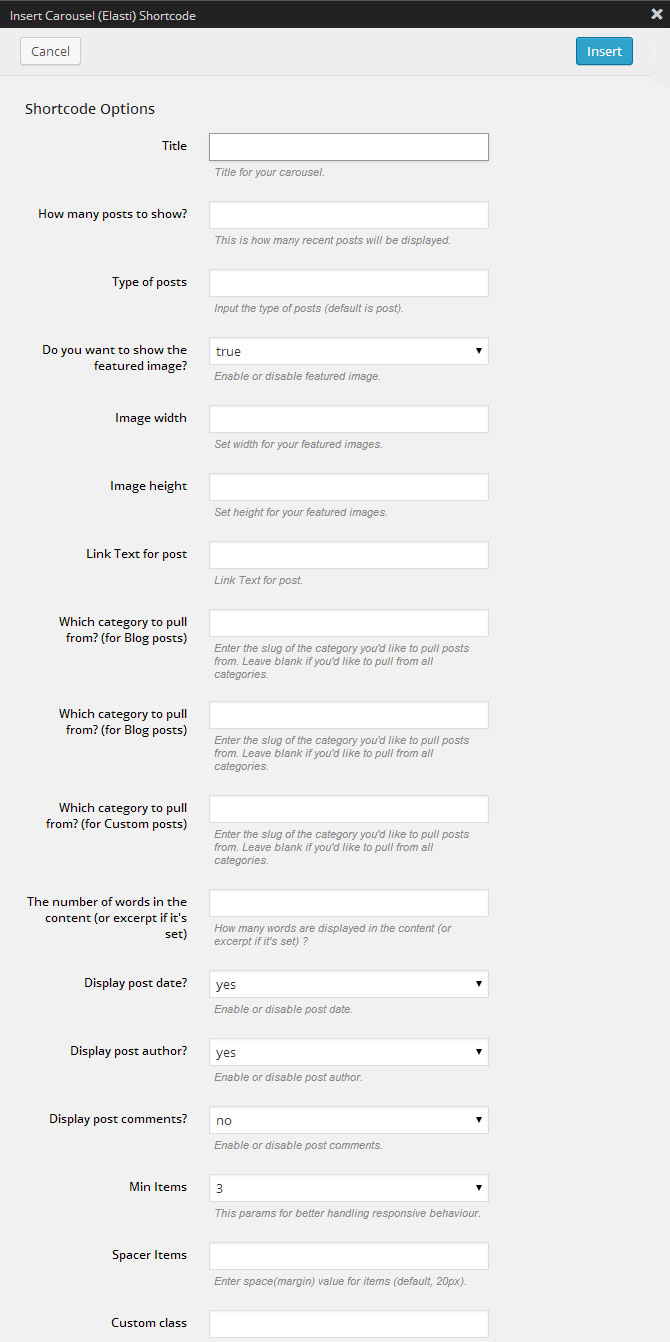 Insert Carousel (Elasti) Shortcode
Cancel
Insert
Shortcode Options
Title
Title for your carousel.
How many posts to show?
This is how many recent posts will be displayed.
Type of posts
Input the type of posts (default is post).
Do you want to show the
featured image?
true
Enable or disable featured image.
Image width
Set width for your featured images.
Image height
Set height for your featured images.
Link Text for post
Link Text for post.
Which category to pull
from? (for Blog posts)
Enter the slug of the category you'd like to pull posts
from. Leave blank if you'd like to pull from all
categories.
Which category to pull
from? (for Blog posts)
Enter the slug of the category you'd like to pull posts
from. Leave blank if you'd like to pull from all
categories.
Which category to pull
from? (for Custom posts)
Enter the slug of the category you'd like to pull posts
from. Leave blank if you'd like to pull from all
categories.
The number of words in the
content (or excerpt if it's
set)
How many words are displayed in the content (or
excerpt if it's set) ?
Display post date?
yes
Enable or disable post date.
Display post author?
yes
Enable or disable post author.
Display post comments?
no
Enable or disable post comments.
Min Items
3
This params for better handling responsive behaviour.
Spacer Items
Enter space(margin) value for items (default, 20px).
Custom class